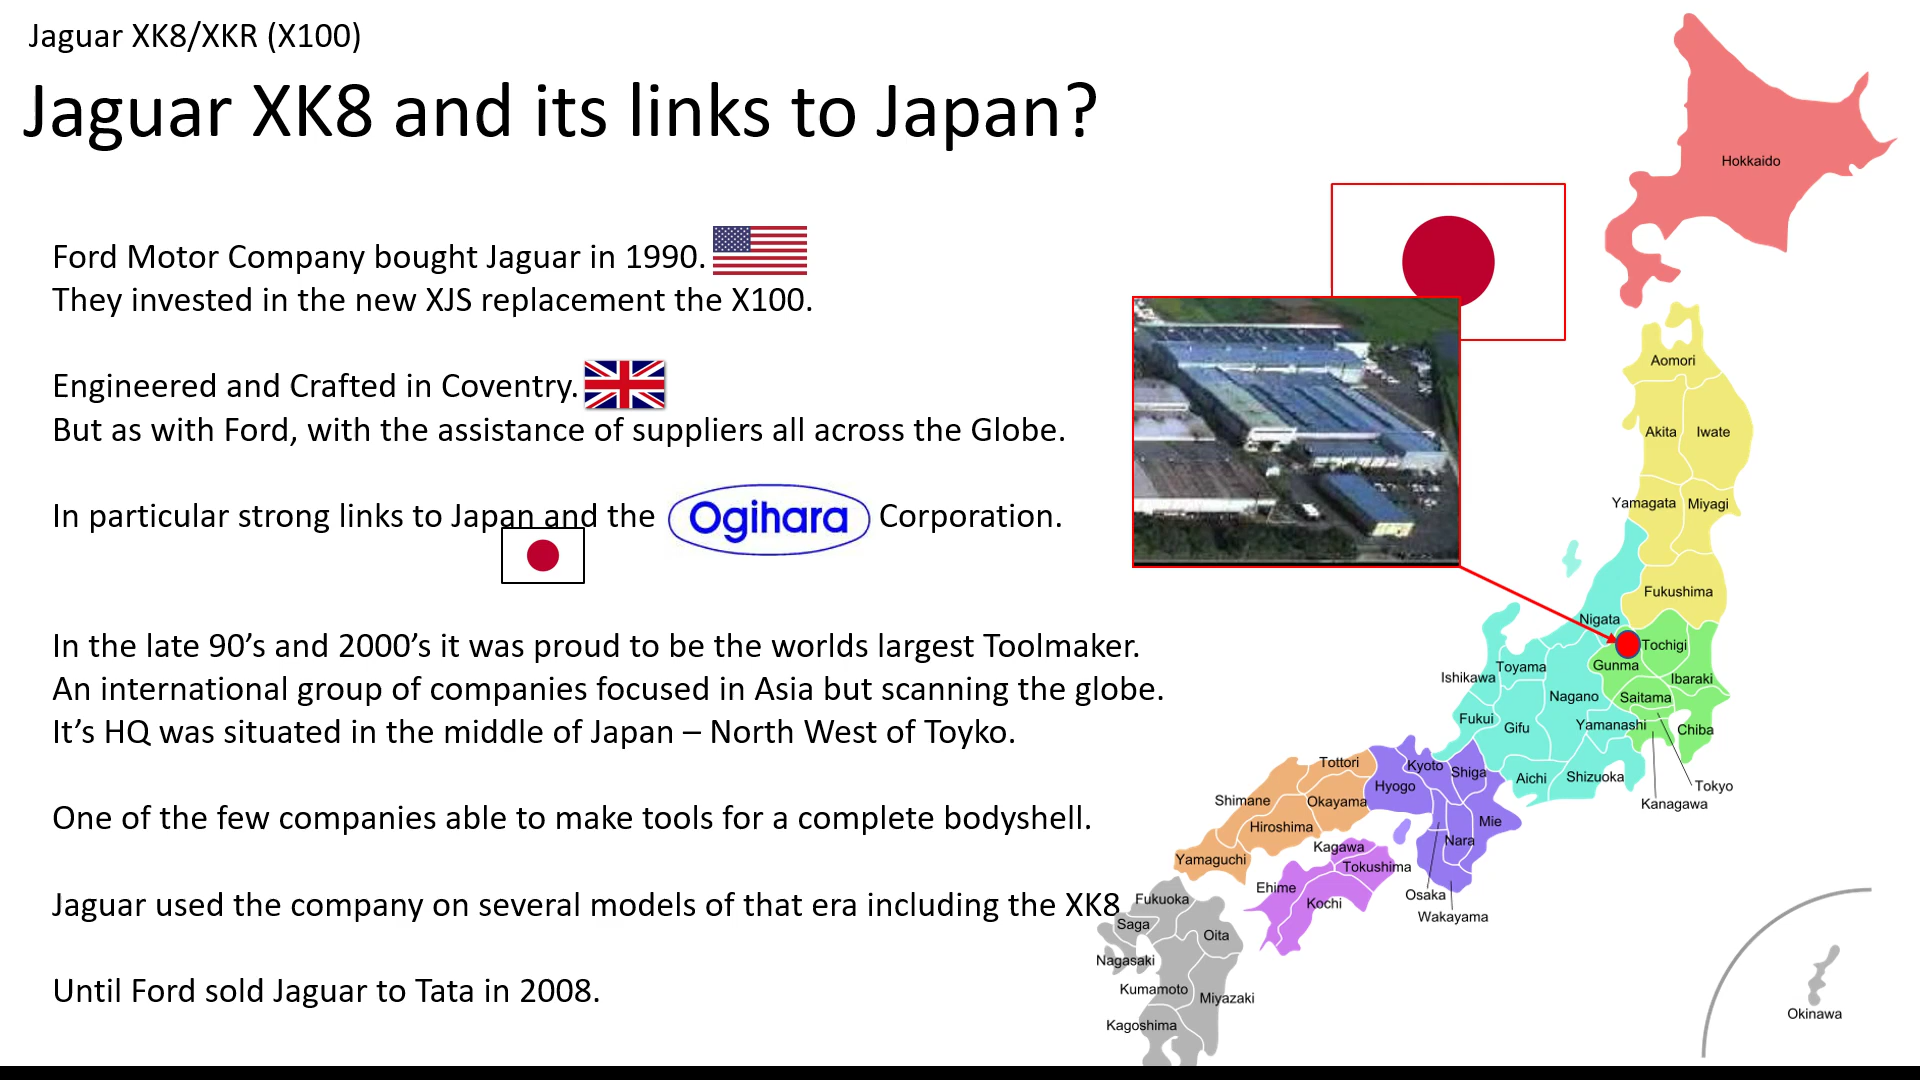 Jaguar XK8/XKR (X100)
Jaguar XK8 and its links to Japan?
Ford Motor Company bought Jaguar in 1990.
They invested in the new XJS replacement the X100.
Engineered and Crafted in Coventry.
But as with Ford, with the assistance of suppliers all across the Globe.
In particular strong links to Japan and the Ogihara Corporation.
In the late 90’s and 2000’s it was proud to be the worlds largest Toolmaker.
An international group of companies focused in Asia but scanning the globe.
It’s HQ was situated in the middle of Japan – North West of Toyko.
One of the few companies able to make tools for a complete bodyshell.
Jaguar used the company on several models of that era including the XK8
Until Ford sold Jaguar to Tata in 2008.
Hokkaido
Aomori
Akita
Iwate
Yamagata
Miyagi
Fukushima
Nigata
Tochigi
Gunma
Toyama
Ishikawa
Ibaraki
Nagano
Saitama
Fukui
Gifu
Yamanashi
Chiba
Aichi
Shizuoka
Tokyo
Kanagawa
Tottori
Kyoto
Shiga
Hyogo
Shimane
Okayama
Hiroshima
Mie
Nara
Kagawa
Yamaguchi
Tokushima
Ehime
Osaka
Kochi
Wakayama
Fukuoka
Saga
Oita
Nagasaki
Kumamoto
Miyazaki
Kagoshima
Okinawa